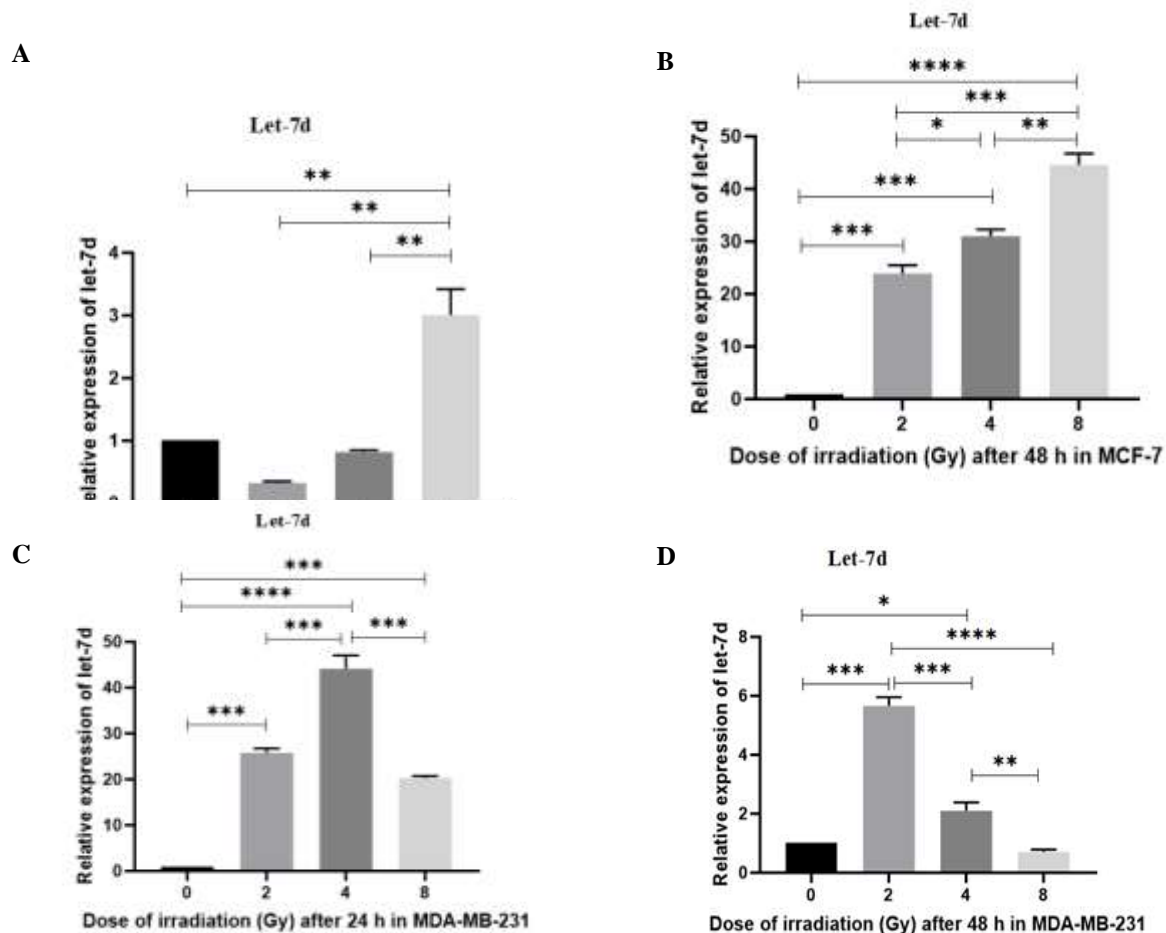 A
Let-7d
**
**
**
Relative expression of let-7d
4
3
2
1
B
Let-7d
****
***
*
**
***
***
Relative expression of let-7d
50
40
30
20
10
0
0 2 4 8
Dose of irradiation (Gy) after 48 h in MCF-7
C
Let-7d
***
****
***
***
***
Relative expression of let-7d
50
40
30
20
10
0
0 2 4 8
Dose of irradiation (Gy) after 24 h in MDA-MB-231
D
Let-7d
*
****
***
***
**
Relative expression of let-7d
8
6
4
2
0
0 2 4 8
Dose of irradiation (Gy) after 48 h in MDA-MB-231